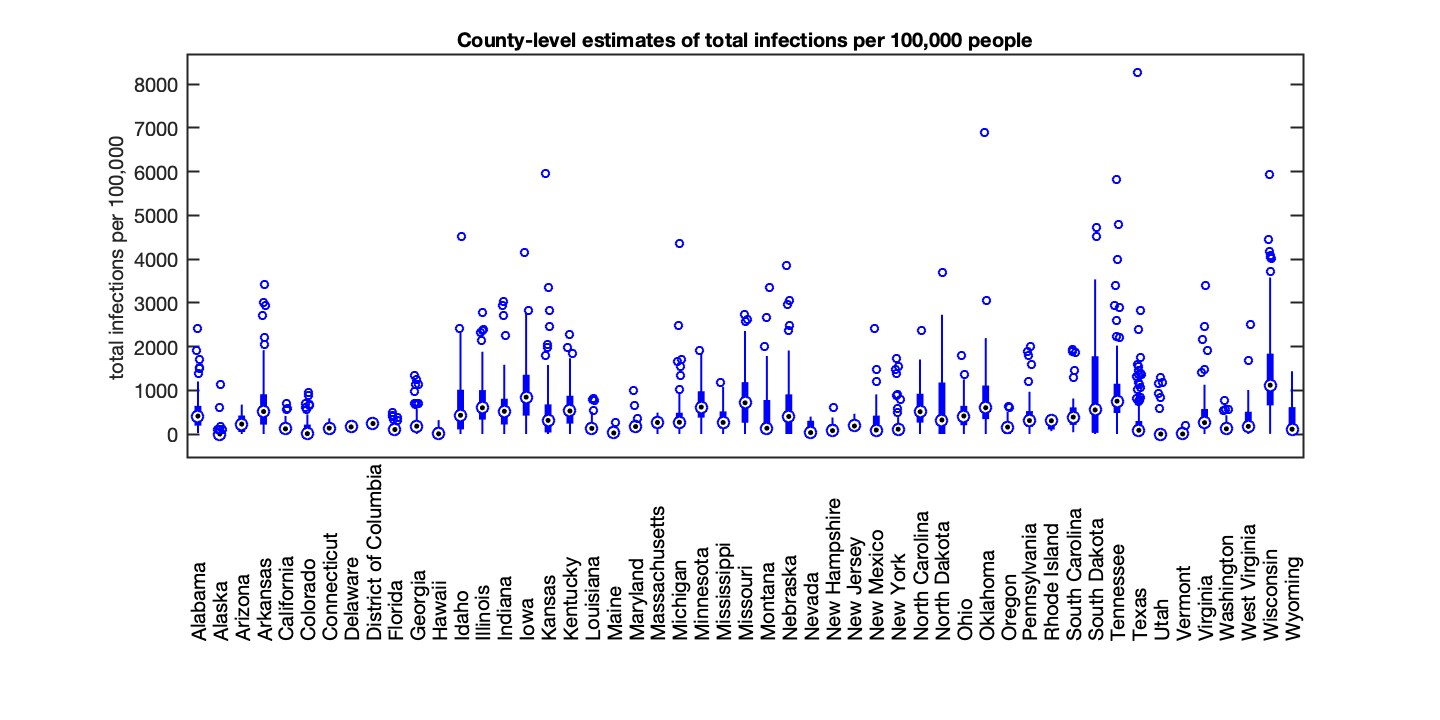 County-level estimates of total infections per 100,000 people
total infections per 100,000
8000
7000
6000
5000
4000
3000
2000
1000
0
Alabama
Alaska
Arizona
Arkansas
California
Colorado
Connecticut
Delaware
District of Columbia
Florida
Georgia
Hawaii
Idaho
Illinois
Indiana
Iowa
Kansas
Kentucky
Louisiana
Maine
Maryland
Massachusetts
Michigan
Minnesota
Mississippi
Missouri
Montana
Nebraska
Nevada
New Hampshire
New Jersey
New Mexico
New York
North Carolina
North Dakota
Ohio
Oklahoma
Oregon
Pennsylvania
Rhode Island
South Carolina
South Dakota
Tennessee
Texas
Utah
Vermont
Virginia
Washington
West Virginia
Wisconsin
Wyoming